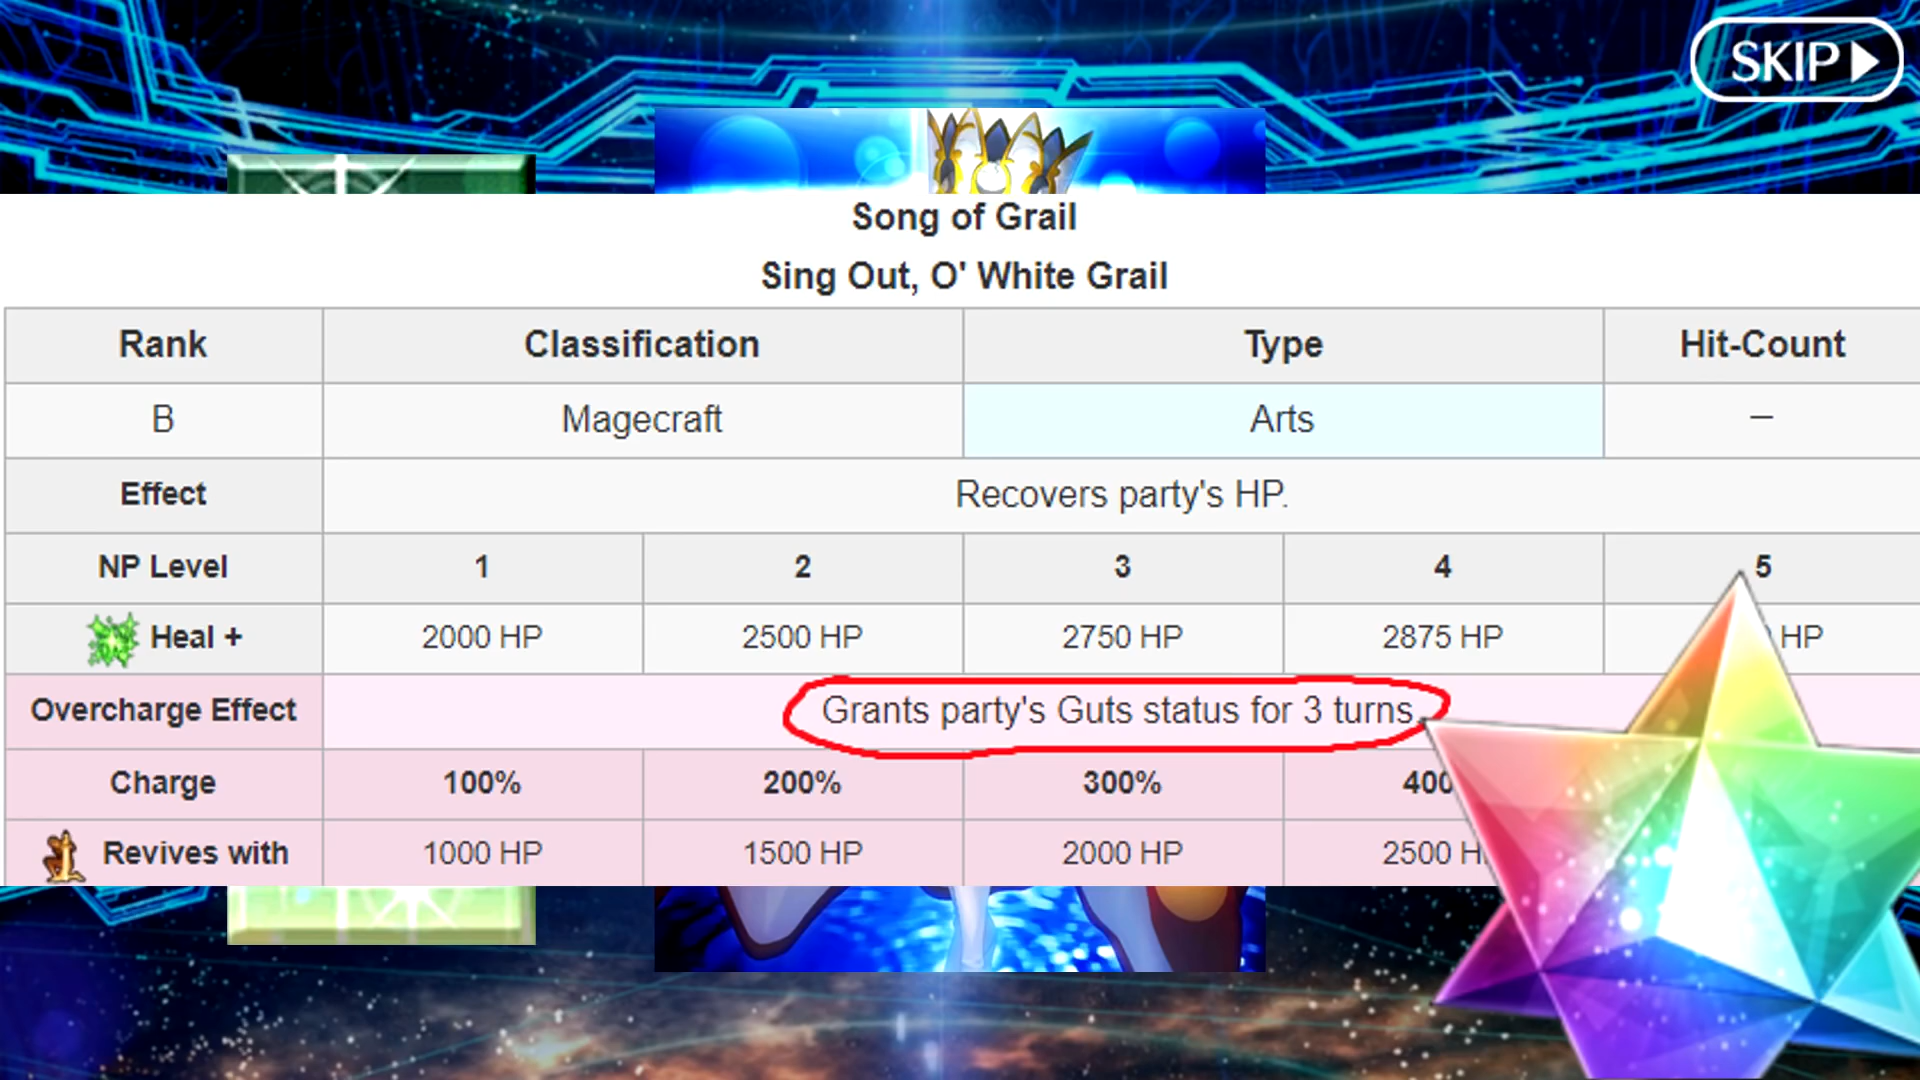 SKIP
Song of Grail
Sing Out, O' White Grail
Rank Classification Type Hit-Count
B Magecraft Arts –
Effect Recovers party's HP.
NP Level 1 2 3 4 5
Heal + 2000 HP 2500 HP 2750 HP 2875 HP HP
Overcharge Effect Grants party's Guts status for 3 turns.
Charge 100% 200% 300%
Revives with 1000 HP 1500 HP 2000 HP 2500